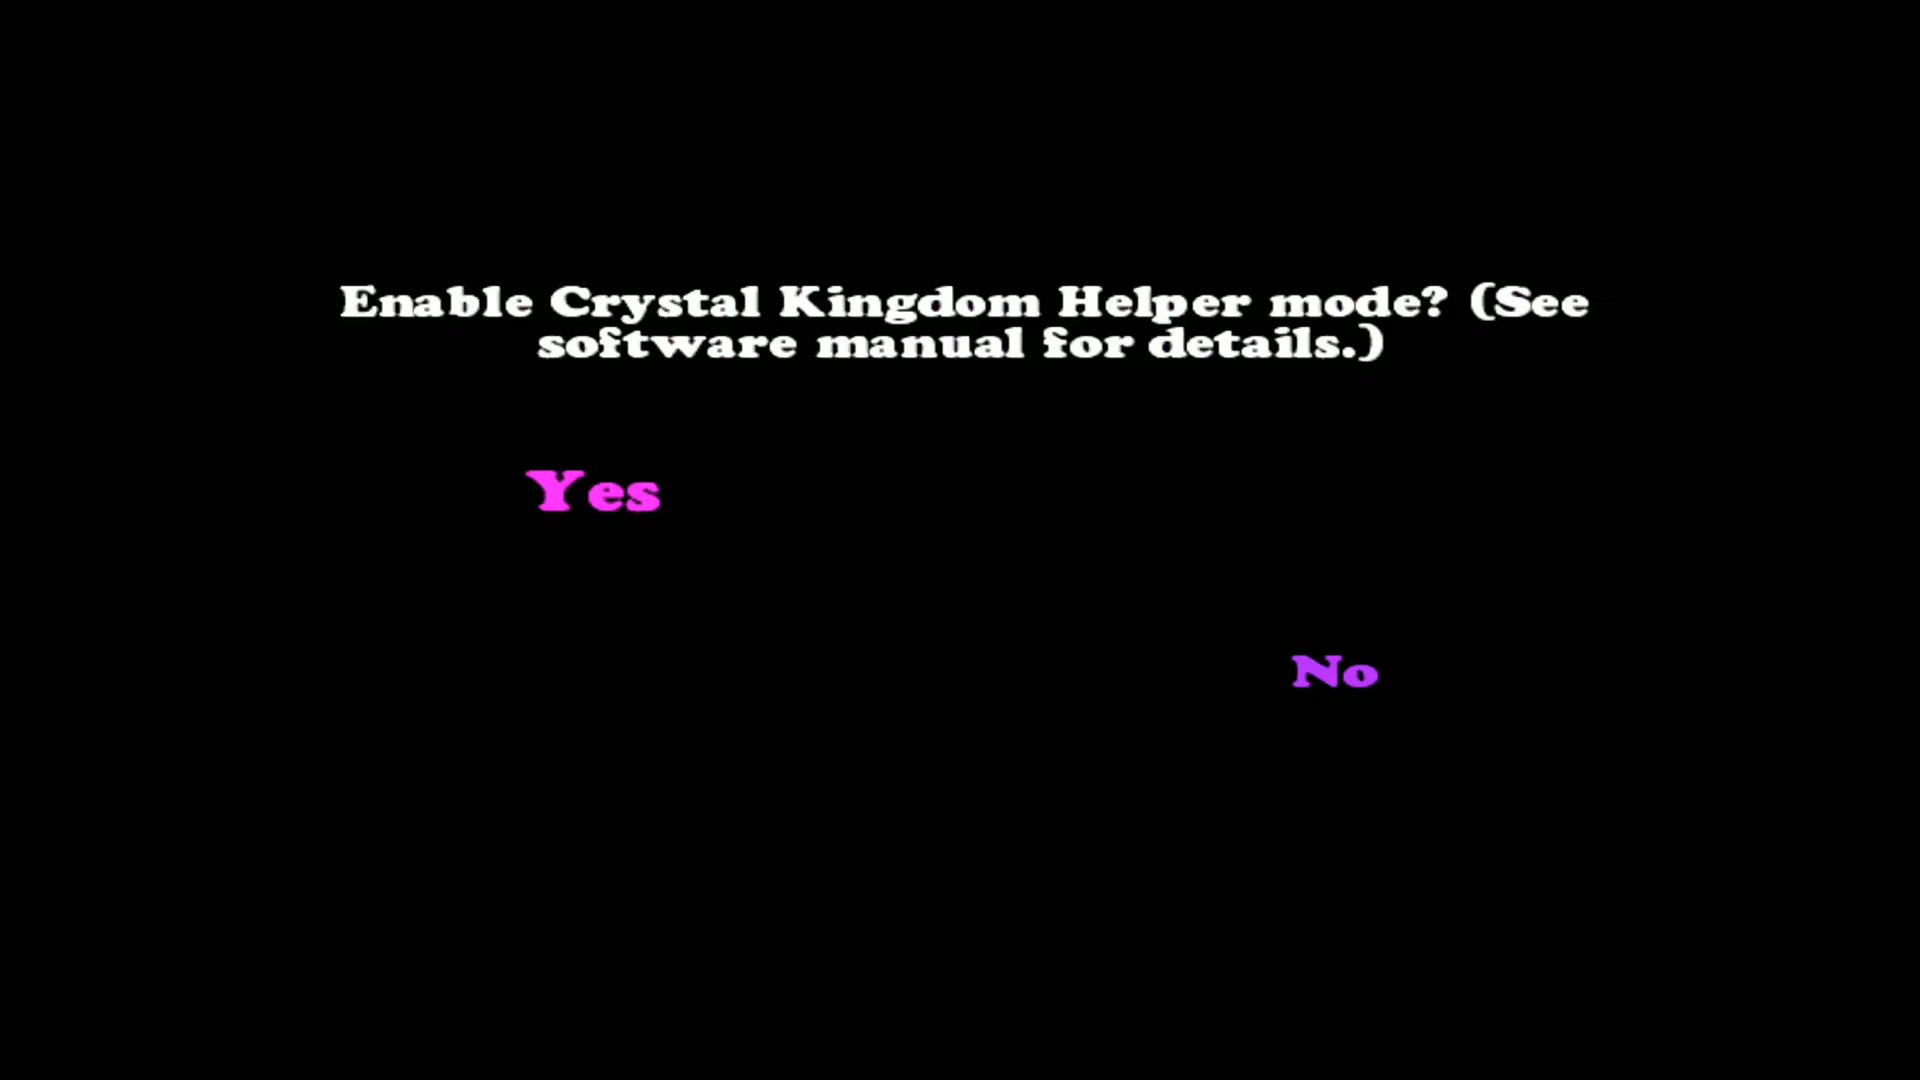 Enable Crystal Kingdom Helper mode? (See
software manual for details.)
Yes
No